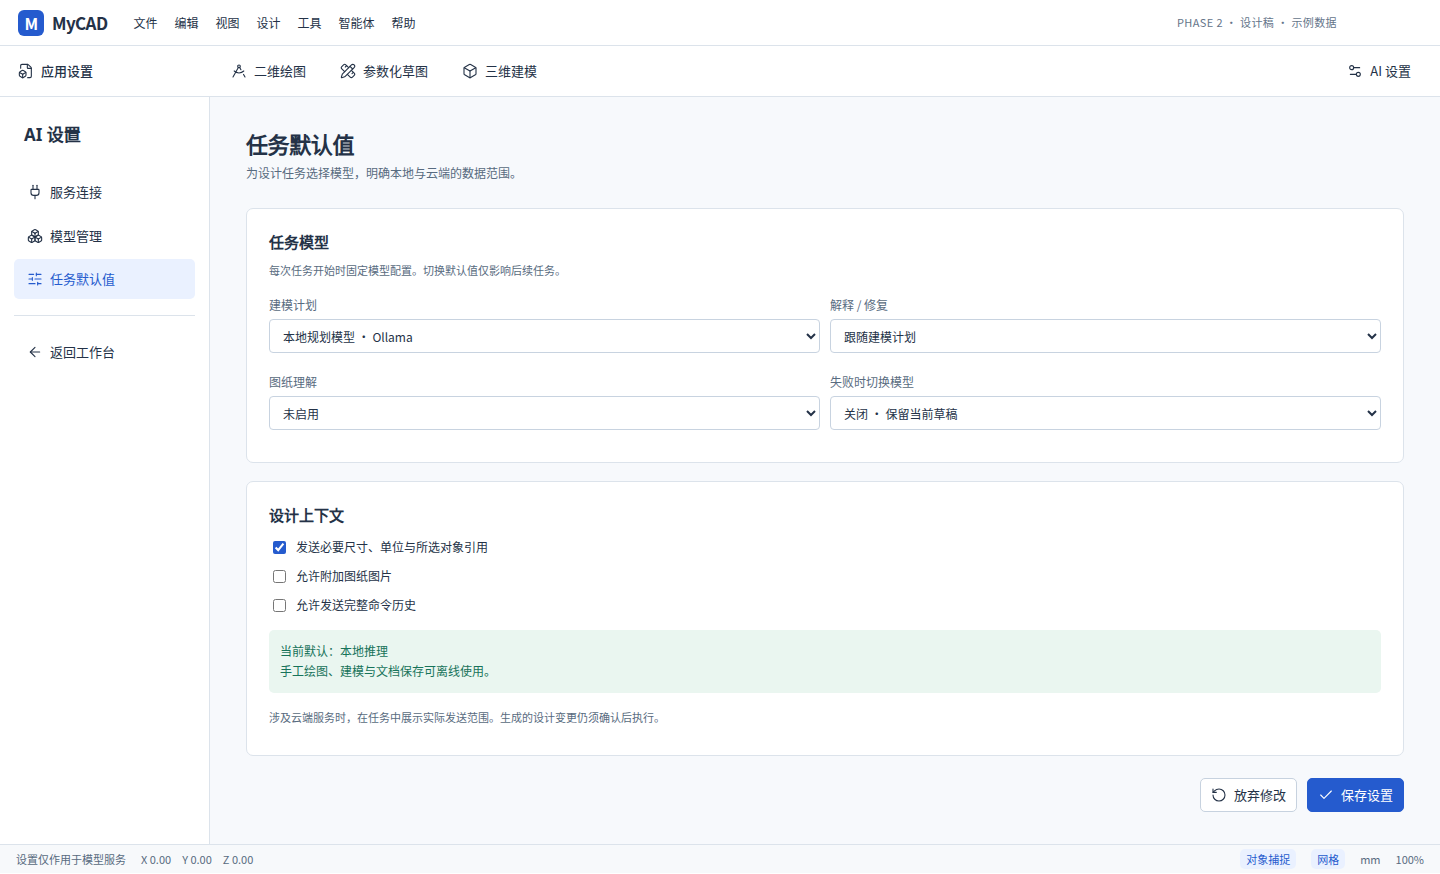 M MyCAD 文件 编辑 视图 设计 工具 智能体 帮助 PHASE 2 · 设计稿 · 示例数据
应用设置 二维绘图 参数化草图 三维建模 AI 设置
AI 设置
服务连接
模型管理
任务默认值
返回工作台
任务默认值
为设计任务选择模型，明确本地与云端的数据范围。
任务模型
每次任务开始时固定模型配置。切换默认值仅影响后续任务。
建模计划 解释 / 修复
本地规划模型 · Ollama 跟随建模计划
图纸理解 失败时切换模型
未启用 关闭 · 保留当前草稿
设计上下文
发送必要尺寸、单位与所选对象引用
允许附加图纸图片
允许发送完整命令历史
当前默认：本地推理
手工绘图、建模与文档保存可离线使用。
涉及云端服务时，在任务中展示实际发送范围。生成的设计变更仍须确认后执行。
放弃修改 保存设置
设置仅作用于模型服务 X 0.00 Y 0.00 Z 0.00 对象捕捉 网格 mm 100%